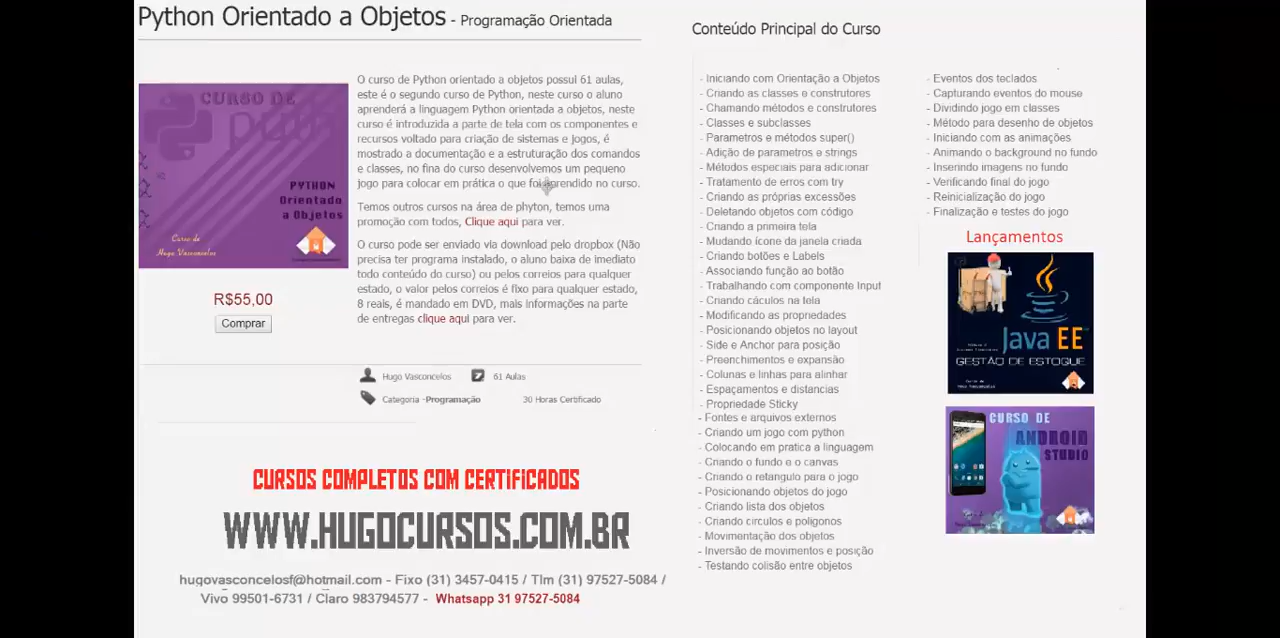 Python Orientado a Objetos - Programação Orientada
CURSO DE
PYTHON
Orientado
a Objetos
Curso de
Hugo Vasconcelos
R$55,00
Comprar
O curso de Python orientado a objetos possui 61 aulas,
este é o segundo curso de Python, neste curso o aluno
aprenderá a linguagem Python orientada a objetos, neste
curso é introduzida a parte de tela com os componentes e
recursos voltado para criação de sistemas e jogos, é
mostrado a documentação e a estruturação dos comandos
e classes, no fina do curso desenvolvemos um pequeno
jogo para colocar em prática o que foi aprendido no curso.
Temos outros cursos na área de phyton, temos uma
promoção com todos, Clique aqui para ver.
O curso pode ser enviado via download pelo dropbox (Não
precisa ter programa instalado, o aluno baixa de imediato
todo conteúdo do curso) ou pelos correios para qualquer
estado, o valor pelos correios é fixo para qualquer estado,
8 reais, é mandado em DVD, mais informações na parte
de entregas clique aqui para ver.
Hugo Vasconcelos 61 Aulas
Categoria -Programação 30 Horas Certificado
CURSOS COMPLETOS COM CERTIFICADOS
WWW.HUGOCURSOS.COM.BR
hugovasconcelosf@hotmail.com - Fixo (31) 3457-0415 / TIm (31) 97527-5084 /
Vivo 99501-6731 / Claro 983794577 - Whatsapp 31 97527-5084
Conteúdo Principal do Curso
- Iniciando com Orientação a Objetos
- Criando as classes e construtores
- Chamando métodos e construtores
- Classes e subclasses
- Parametros e métodos super()
- Adição de parametros e strings
- Métodos especiais para adicionar
- Tratamento de erros com try
- Criando as próprias excessões
- Deletando objetos com código
- Criando a primeira tela
- Mudando ícone da janela criada
- Criando botões e Labels
- Associando função ao botão
- Trabalhando com componente Input
- Criando cáculos na tela
- Modificando as propriedades
- Posicionando objetos no layout
- Side e Anchor para posição
- Preenchimentos e expansão
- Colunas e linhas para alinhar
- Espaçamentos e distancias
- Propriedade Sticky
- Fontes e arquivos externos
- Criando um jogo com python
- Colocando em pratica a linguagem
- Criando o fundo e o canvas
- Criando o retangulo para o jogo
- Posicionando objetos do jogo
- Criando lista dos objetos
- Criando circulos e poligonos
- Movimentação dos objetos
- Inversão de movimentos e posição
- Testando colisão entre objetos
- Eventos dos teclados
- Capturando eventos do mouse
- Dividindo jogo em classes
- Método para desenho de objetos
- Iniciando com as animações
- Animando o background no fundo
- Inserindo imagens no fundo
- Verificando final do jogo
- Reinicialização do jogo
- Finalização e testes do jogo
Lançamentos
Java EE
GESTÃO DE ESTOQUE
Curso de
CURSO DE
ANDROID
STUDIO